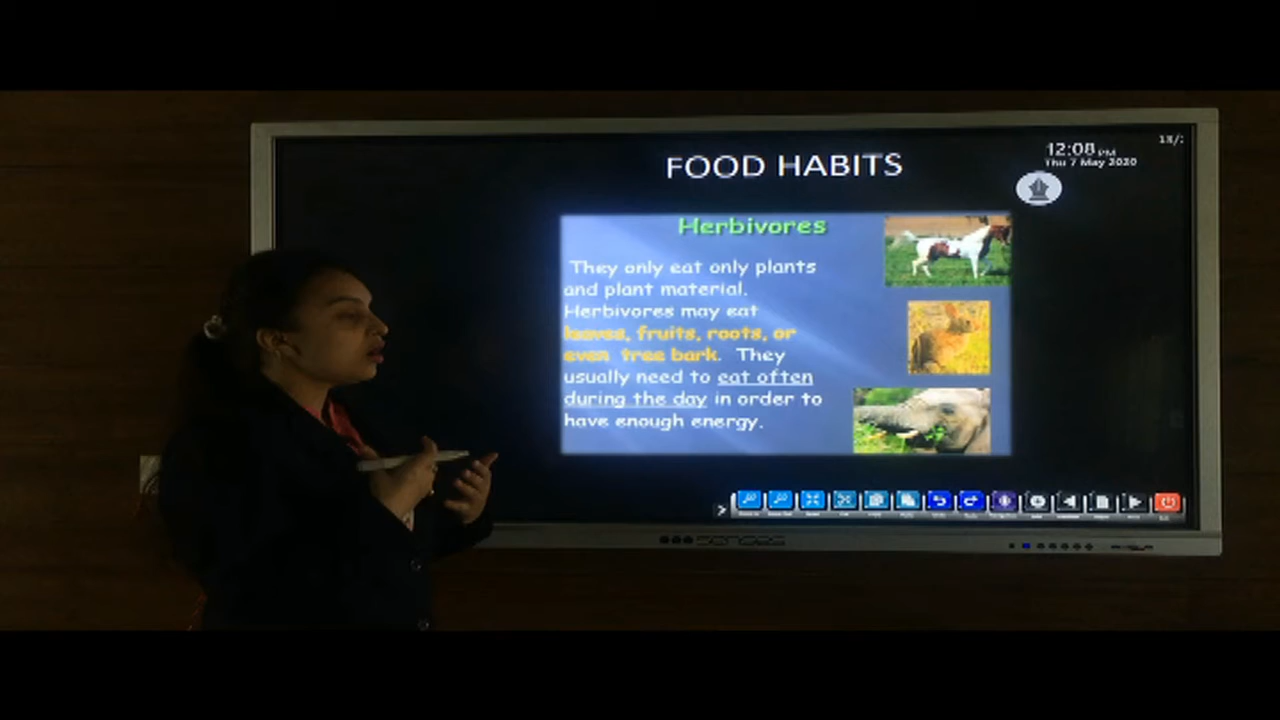 FOOD HABITS
12:08 PM
Thu 7 May 2020
Herbivores
They only eat only plants
and plant material.
Herbivores may eat
leaves, fruits, roots, or
even tree bark. They
usually need to eat often
during the day in order to
have enough energy.